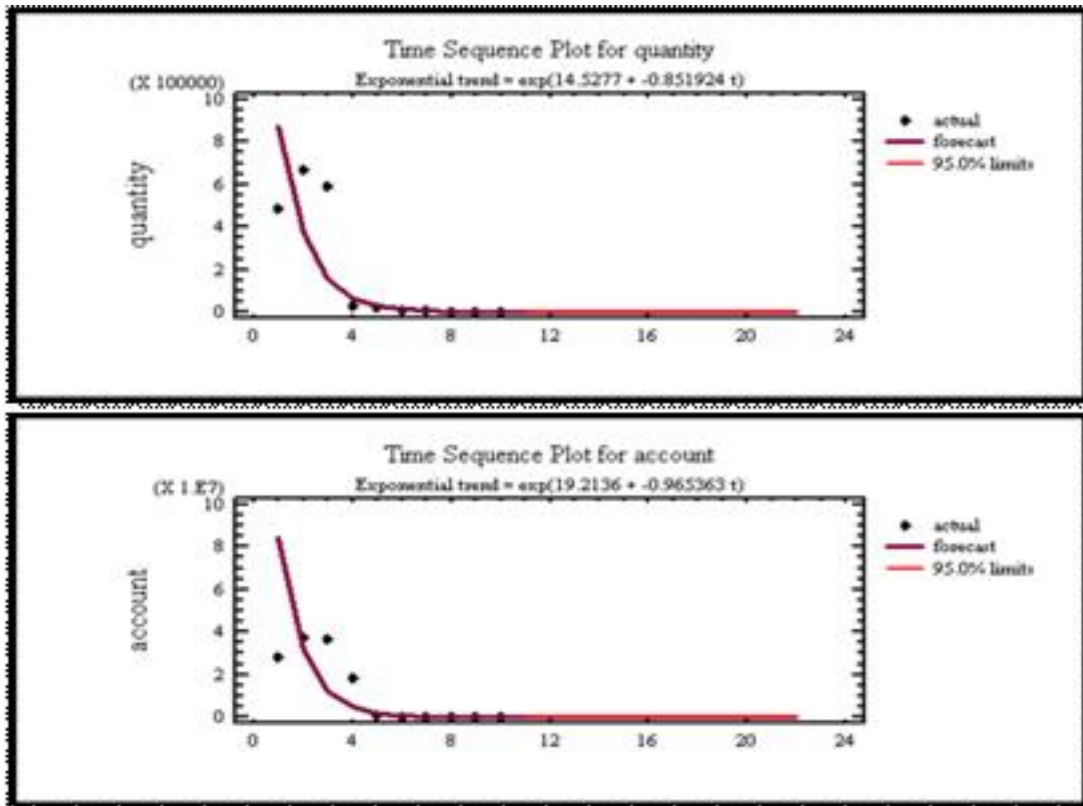 Time Sequence Plot for quantity
(X 100000)
Exponential trend = exp(14.5277 + -0.851924 t)
10
8
6
4
2
0
quantity
actual
forecast
95.0% limits
0 4 8 12 16 20 24
Time Sequence Plot for account
(X 1.E7)
Exponential trend = exp(19.2136 + -0.965363 t)
10
8
6
4
2
0
account
actual
forecast
95.0% limits
0 4 8 12 16 20 24